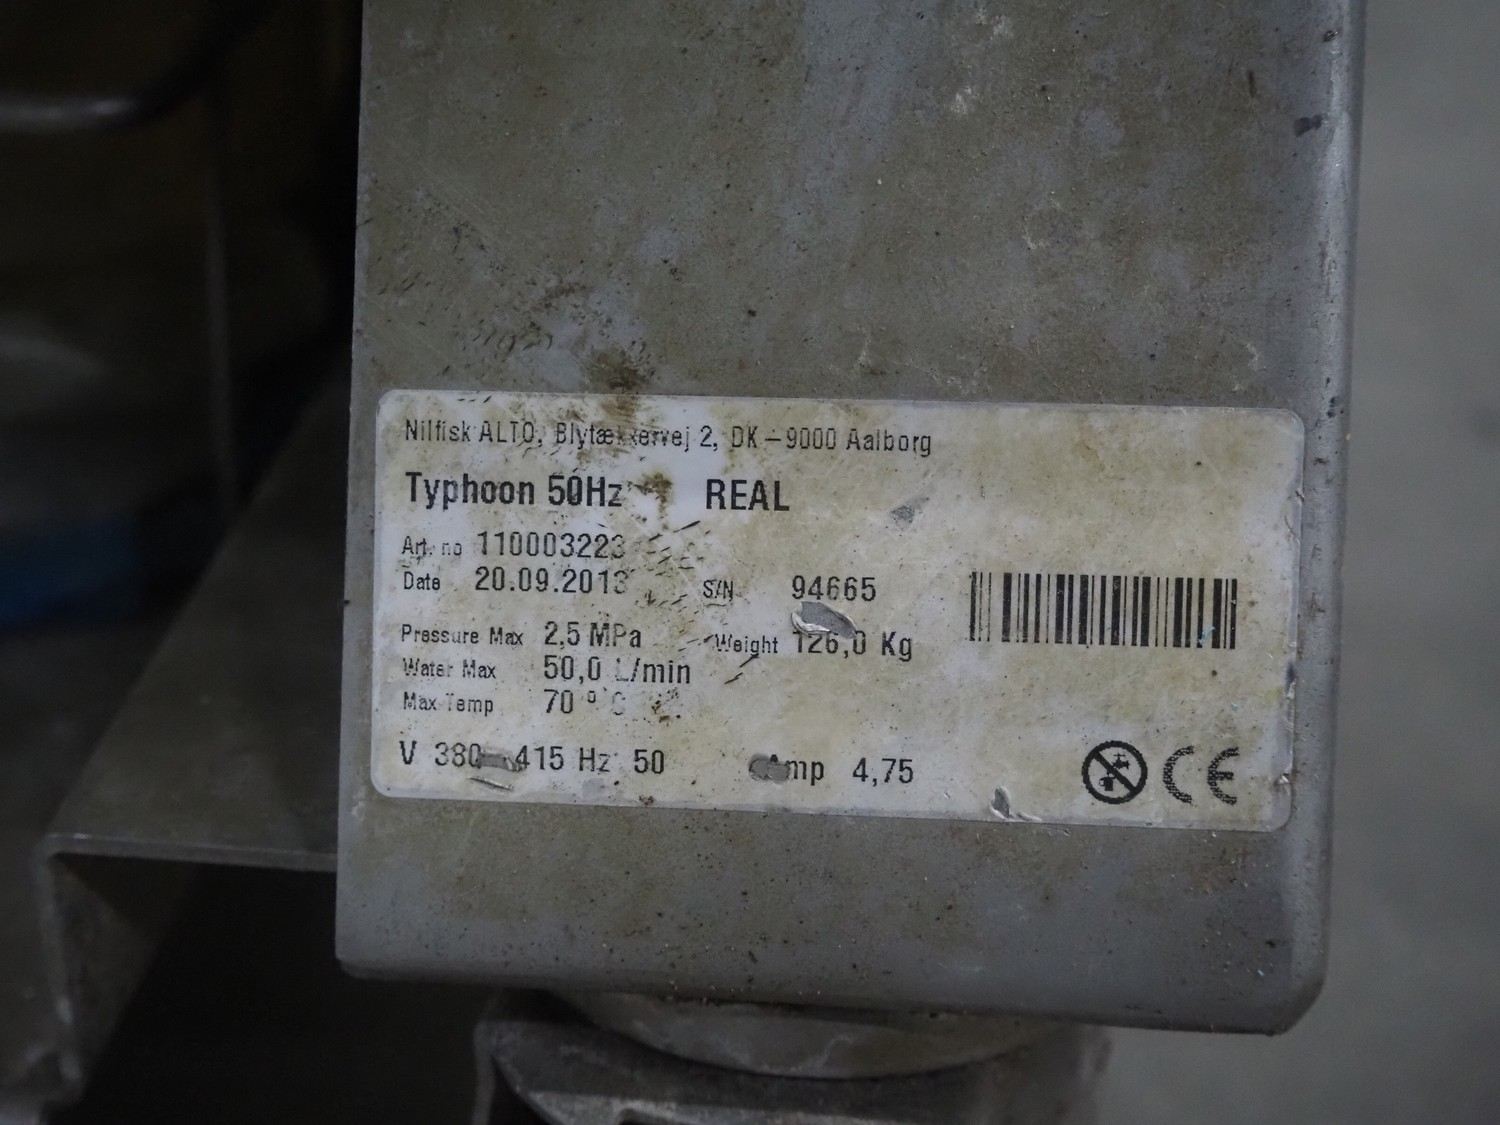 Nilfisk ALTO, Blytækkervej 2, DK-9000 Aalborg
Typhoon 50Hz REAL
Art. no 110003223
Date 20.09.2013 S/N 94665
Pressure Max 2,5 MPa Weight 126,0 Kg
Water Max 50,0 L/min
Max Temp 70 °C
V 380 415 Hz 50 Amp 4,75
CE